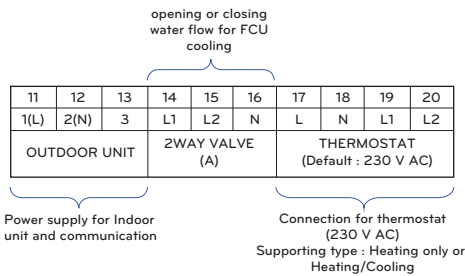 opening or closing
water flow for FCU
cooling
11 12 13 14 15 16 17 18 19 20
1(L) 2(N) 3 L1 L2 N L N L1 L2
OUTDOOR UNIT
2WAY VALVE
(A)
THERMOSTAT
(Default : 230 V AC)
Power supply for Indoor
unit and communication
Connection for thermostat
(230 V AC)
Supporting type : Heating only or
Heating/Cooling